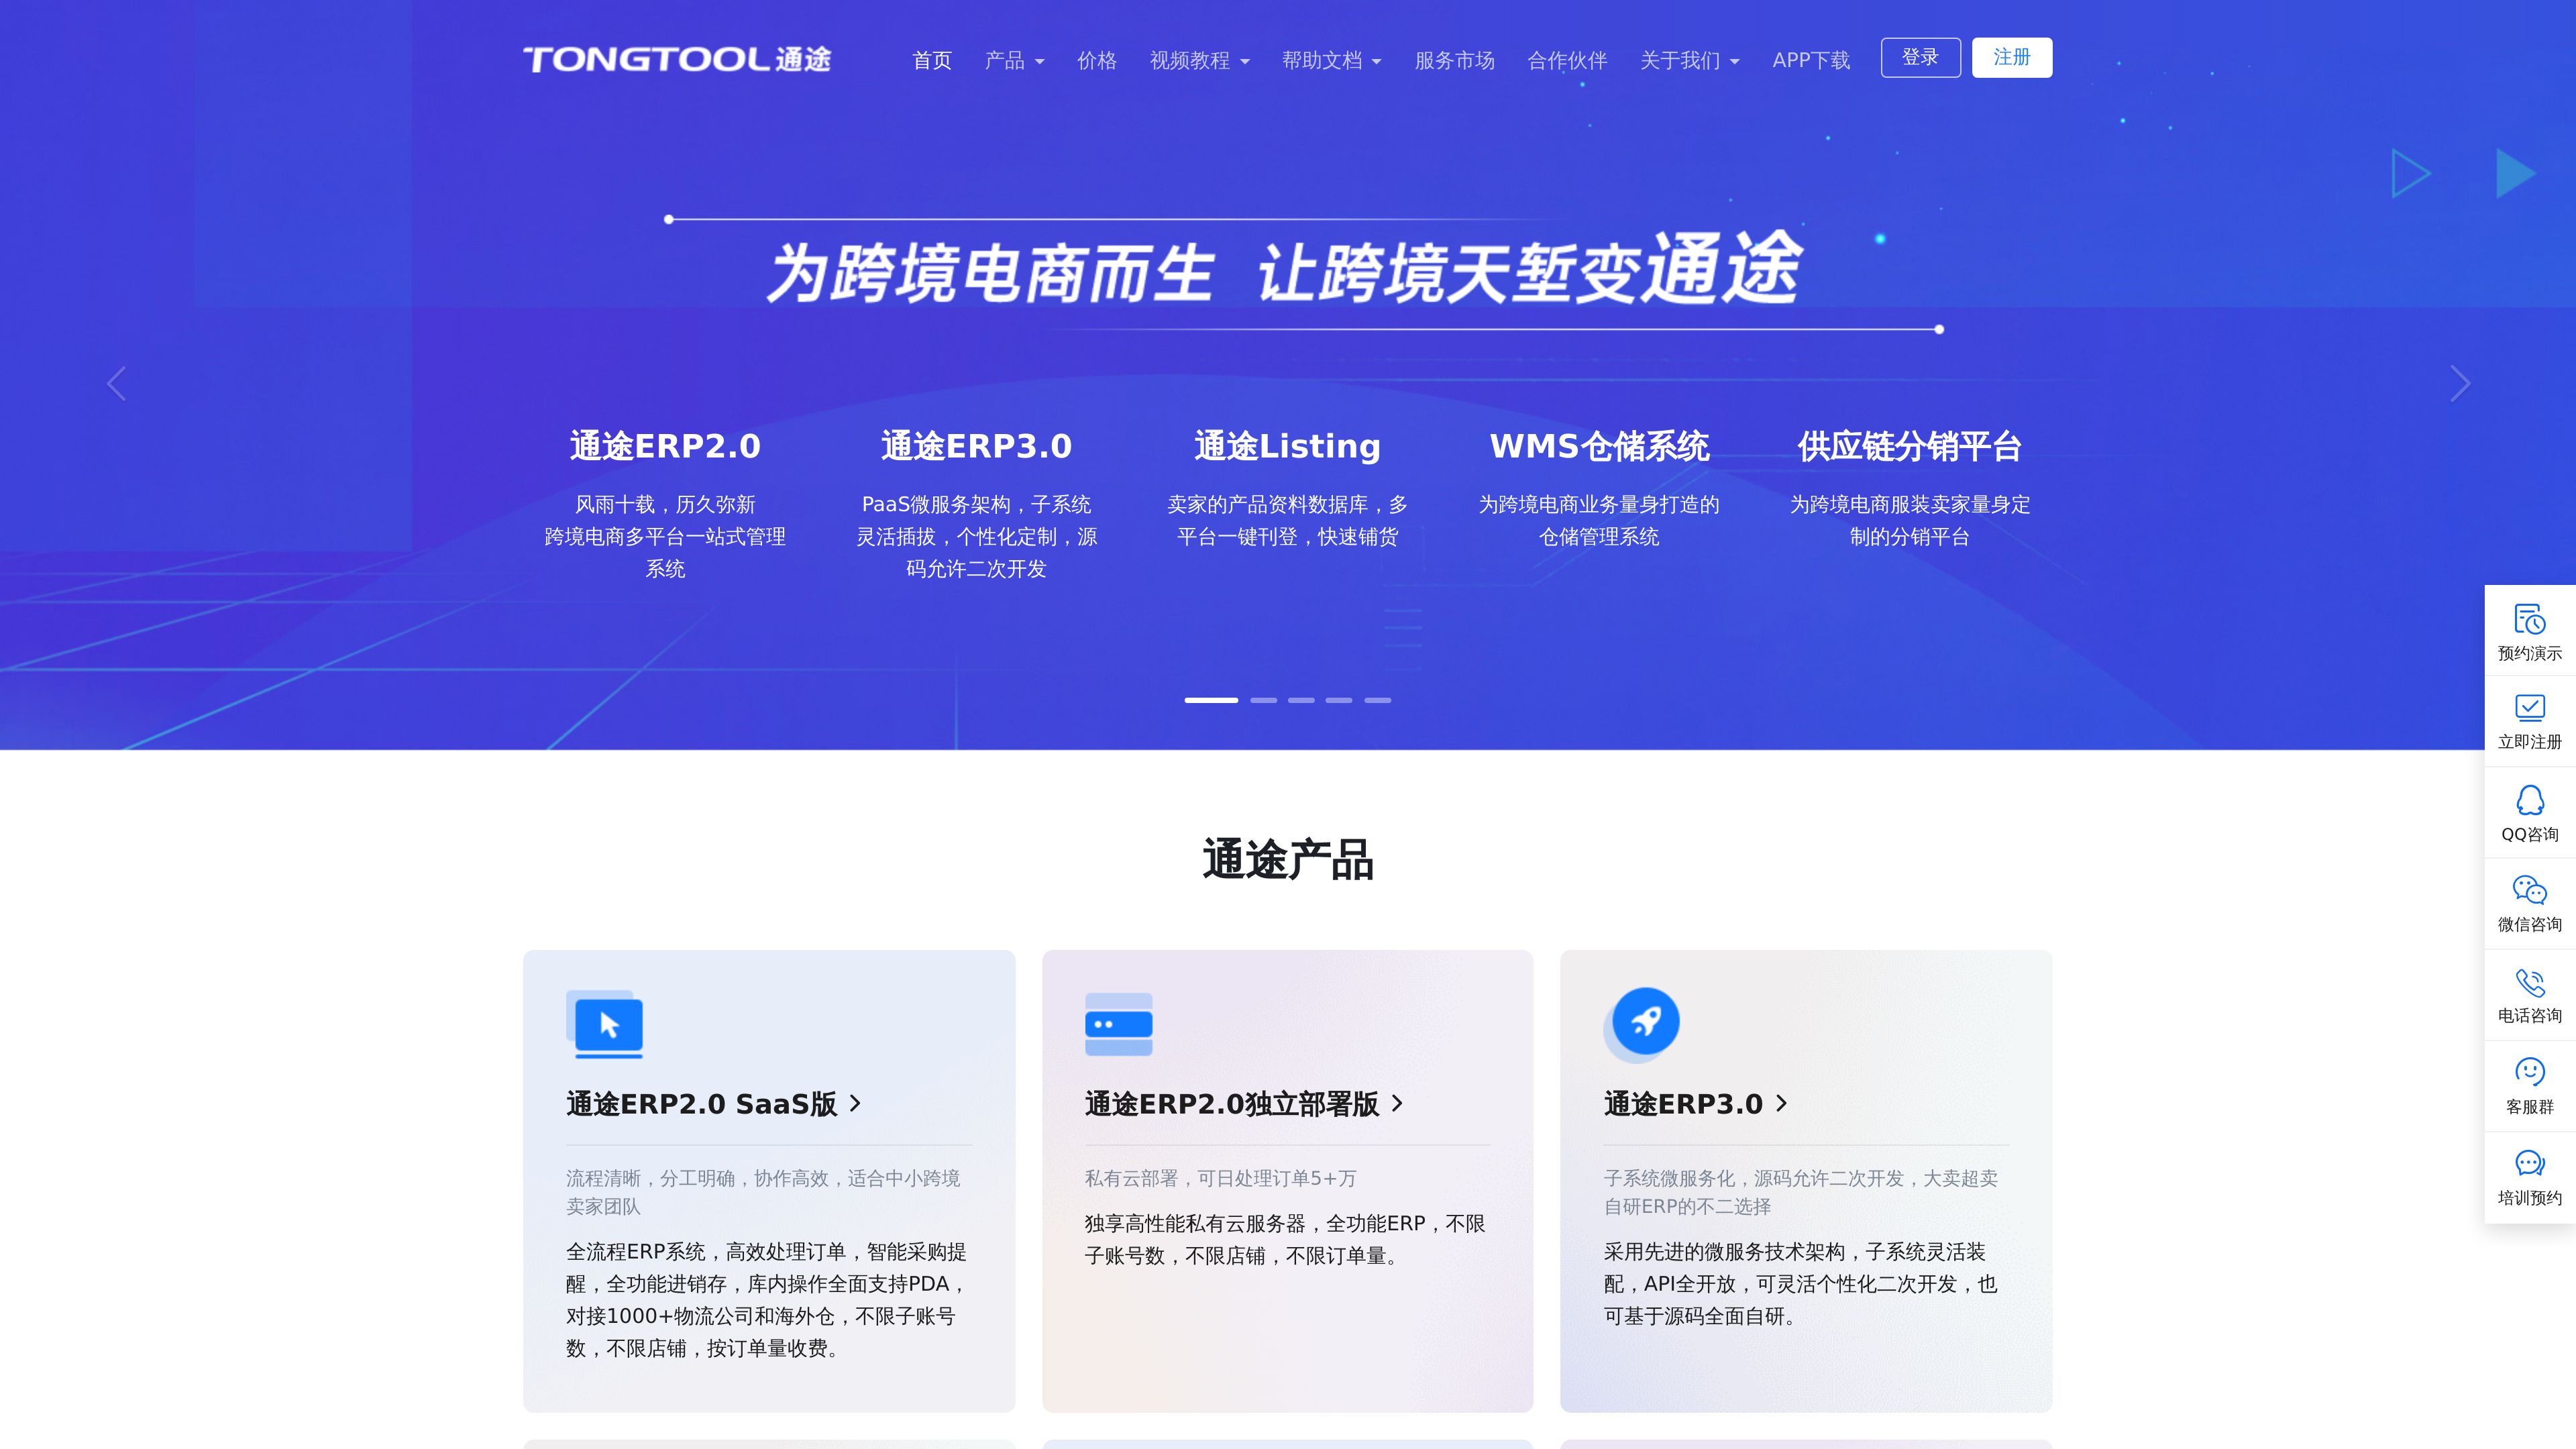 TONGTOOL通途
首页
产品
价格
视频教程
帮助文档
服务市场
合作伙伴
关于我们
APP下载
登录
注册
为跨境电商而生 让跨境天堑变通途
通途ERP2.0
风雨十载，历久弥新
跨境电商多平台一站式管理
系统
通途ERP3.0
PaaS微服务架构，子系统
灵活插拔，个性化定制，源
码允许二次开发
通途Listing
卖家的产品资料数据库，多
平台一键刊登，快速铺货
WMS仓储系统
为跨境电商业务量身打造的
仓储管理系统
供应链分销平台
为跨境电商服装卖家量身定
制的分销平台
预约演示
立即注册
QQ咨询
微信咨询
电话咨询
客服群
培训预约
通途产品
通途ERP2.0 SaaS版
流程清晰，分工明确，协作高效，适合中小跨境
卖家团队
全流程ERP系统，高效处理订单，智能采购提
醒，全功能进销存，库内操作全面支持PDA，
对接1000+物流公司和海外仓，不限子账号
数，不限店铺，按订单量收费。
通途ERP2.0独立部署版
私有云部署，可日处理订单5+万
独享高性能私有云服务器，全功能ERP，不限
子账号数，不限店铺，不限订单量。
通途ERP3.0
子系统微服务化，源码允许二次开发，大卖超卖
自研ERP的不二选择
采用先进的微服务技术架构，子系统灵活装
配，API全开放，可灵活个性化二次开发，也
可基于源码全面自研。